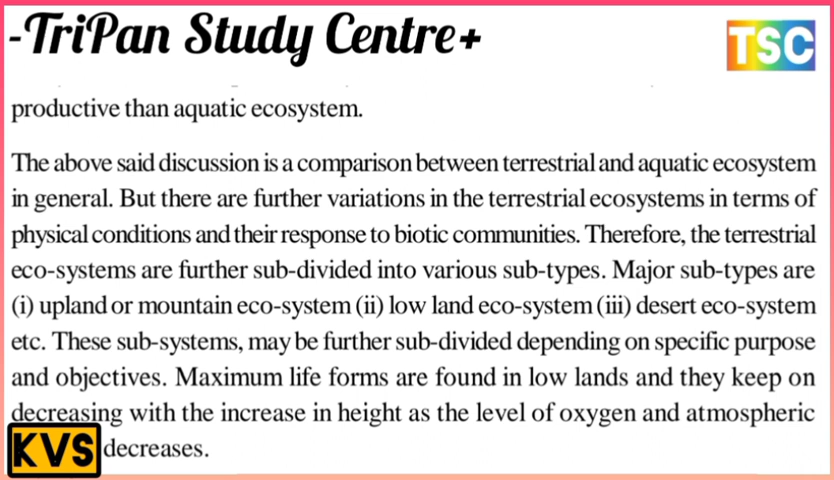 -TriPan Study Centre+
TSC
productive than aquatic ecosystem.
The above said discussion is a comparison between terrestrial and aquatic ecosystem
in general. But there are further variations in the terrestrial ecosystems in terms of
physical conditions and their response to biotic communities. Therefore, the terrestrial
eco-systems are further sub-divided into various sub-types. Major sub-types are
(i) upland or mountain eco-system (ii) low land eco-system (iii) desert eco-system
etc. These sub-systems, may be further sub-divided depending on specific purpose
and objectives. Maximum life forms are found in low lands and they keep on
decreasing with the increase in height as the level of oxygen and atmospheric
KVS decreases.